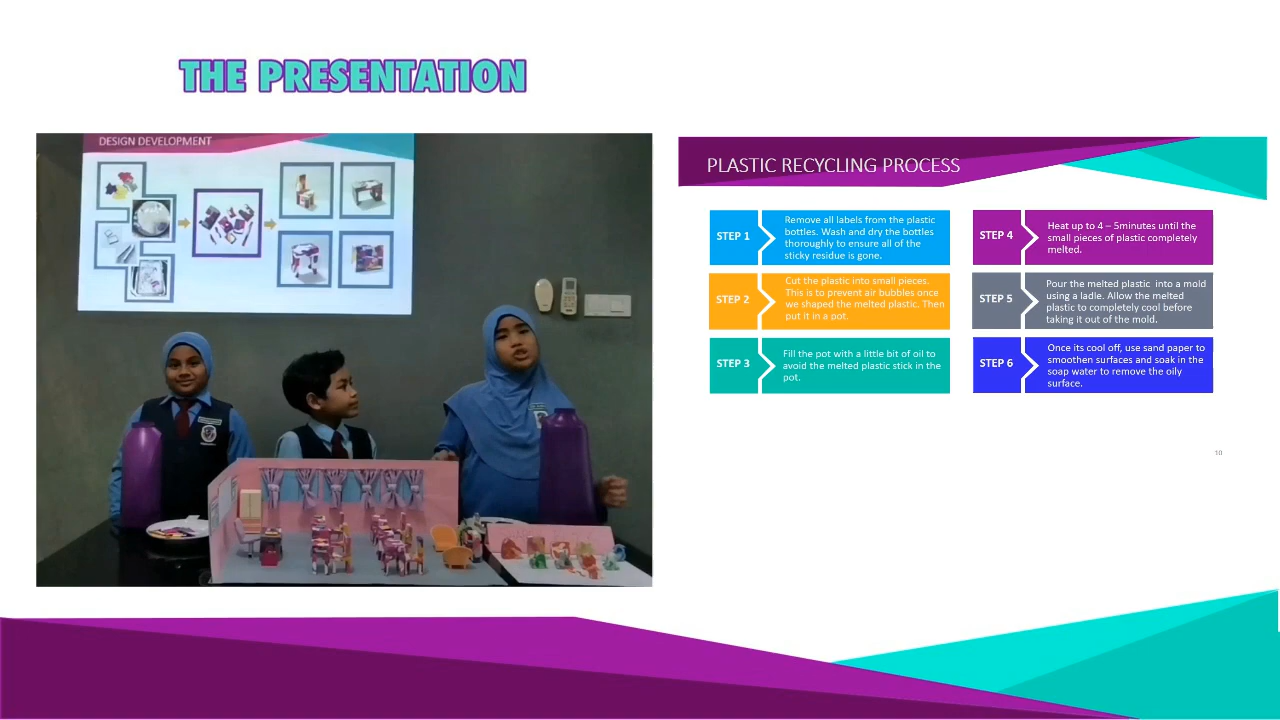 THE PRESENTATION
DESIGN DEVELOPMENT
PLASTIC RECYCLING PROCESS
STEP 1
Remove all labels from the plastic
bottles. Wash and dry the bottles
thoroughly to ensure all of the
sticky residue is gone.
STEP 2
Cut the plastic into small pieces.
This is to prevent air bubbles once
we shaped the melted plastic. Then
put it in a pot.
STEP 3
Fill the pot with a little bit of oil to
avoid the melted plastic stick in the
pot.
STEP 4
Heat up to 4 – 5minutes until the
small pieces of plastic completely
melted.
STEP 5
Pour the melted plastic  into a mold
using a ladle. Allow the melted
plastic to completely cool before
taking it out of the mold.
STEP 6
Once its cool off, use sand paper to
smoothen surfaces and soak in the
soap water to remove the oily
surface.
10